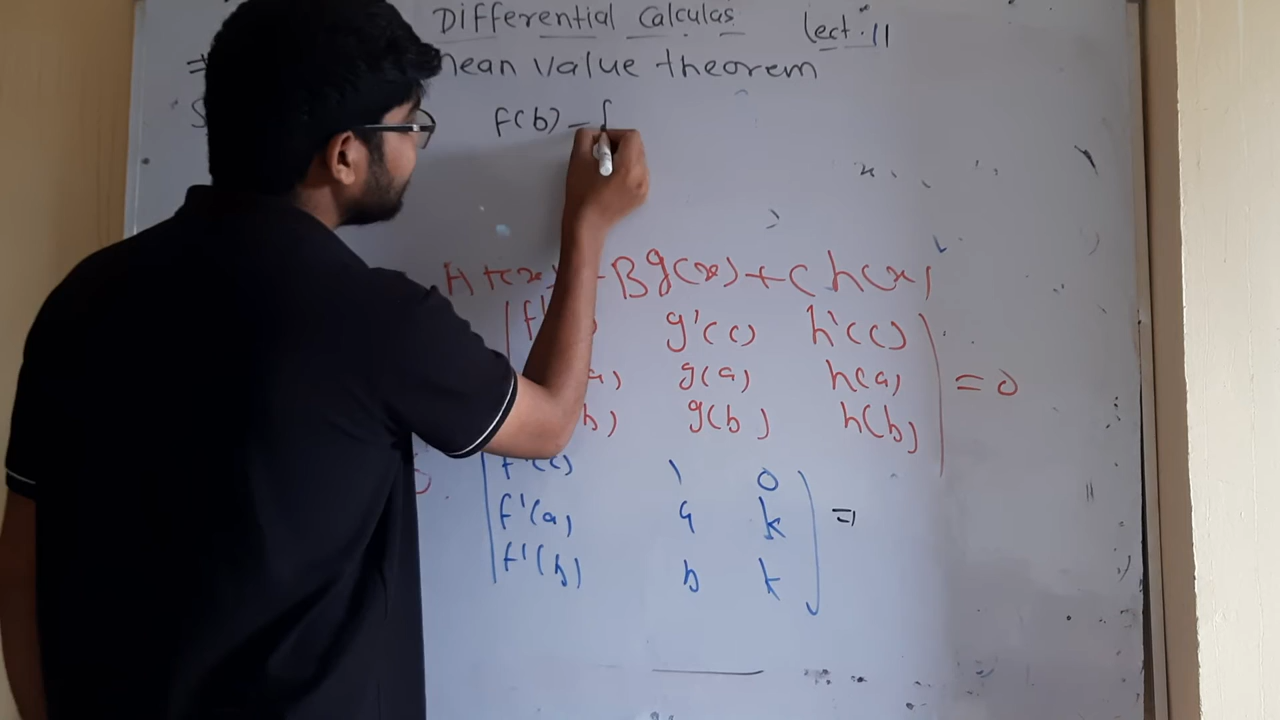 Differential Calculas Lect. 11
mean value theorem
f(b) -
+ B g(x) + C h(x)
g'(c) h'(c)
a) g(a) h(a) = 0
b) g(b) h(b)
f'(c) 1 0
f'(a) a k =
f'(b) b k